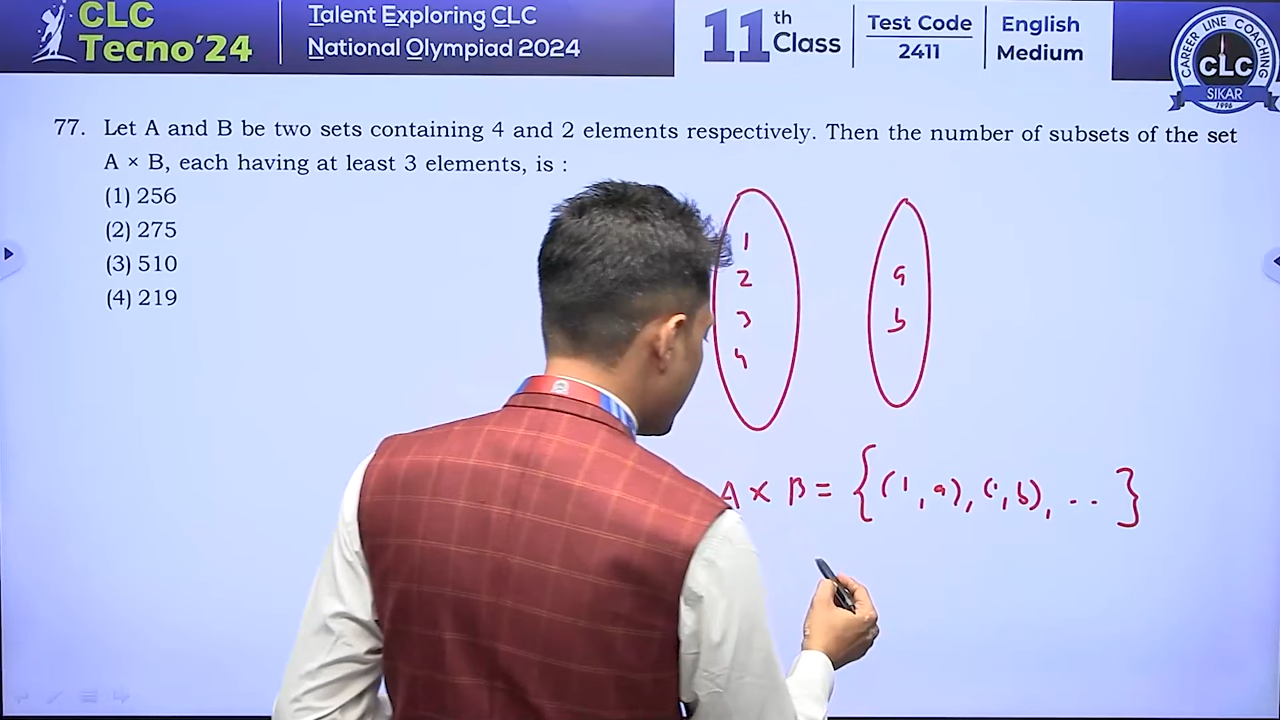 CLC
Tecno'24
Talent Exploring CLC
National Olympiad 2024
11th Class
Test Code
2411
English
Medium
CAREER LINE COACHING
CLC
SIKAR
1996
77. Let A and B be two sets containing 4 and 2 elements respectively. Then the number of subsets of the set
A × B, each having at least 3 elements, is :
(1) 256
(2) 275
(3) 510
(4) 219
1
2
3
4
a
b
A × B = {(1, a), (1, b), .. }